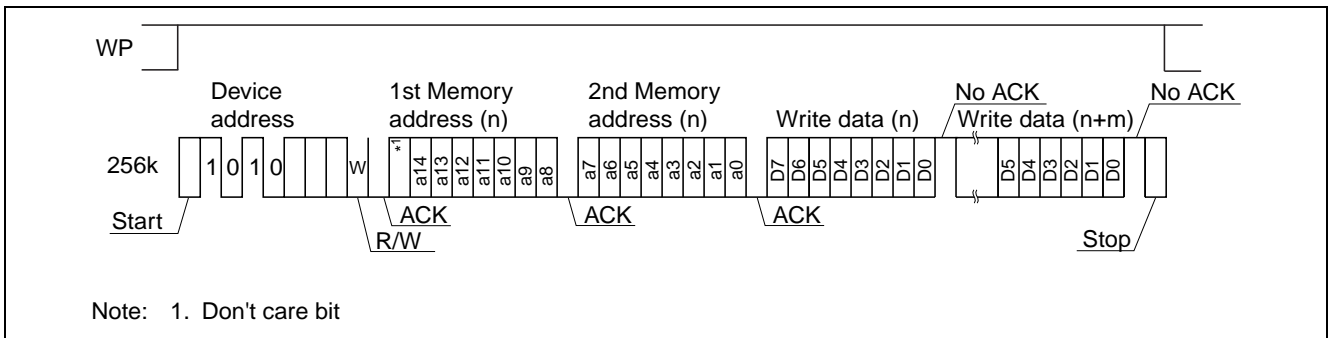 WP
Device address
1st Memory address (n)
2nd Memory address (n)
Write data (n)
No ACK
Write data (n+m)
No ACK
256k
1 0 1 0
W
*1
a14 a13 a12 a11 a10 a9 a8
a7 a6 a5 a4 a3 a2 a1 a0
D7 D6 D5 D4 D3 D2 D1 D0
D5 D4 D3 D2 D1 D0
Start
R/W
ACK
ACK
ACK
Stop
Note: 1. Don't care bit